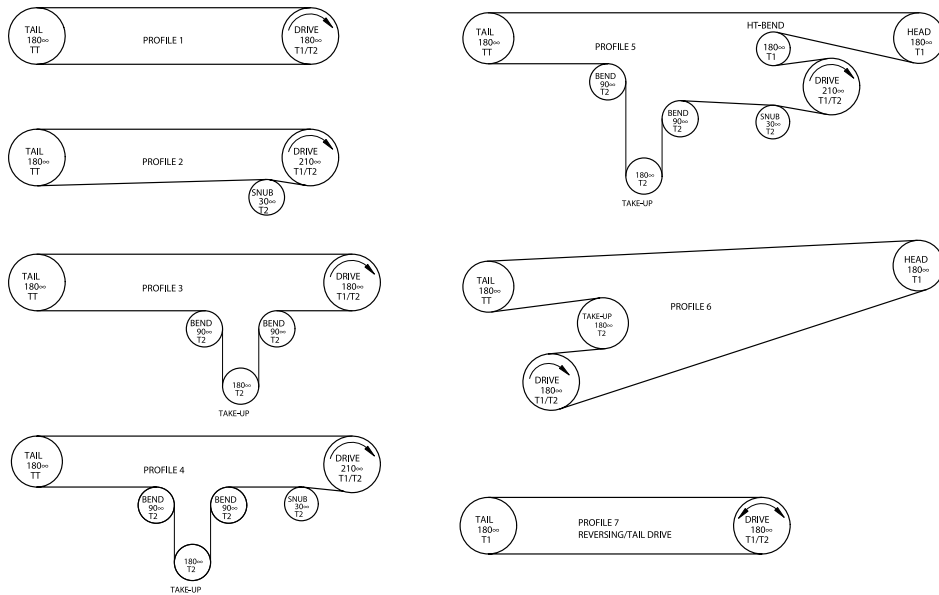 TAIL
180∞
TT
PROFILE 1
DRIVE
180∞
T1/T2
TAIL
180∞
TT
PROFILE 2
DRIVE
210∞
T1/T2
SNUB
30∞
T2
TAIL
180∞
TT
PROFILE 3
DRIVE
180∞
T1/T2
BEND
90∞
T2
BEND
90∞
T2
180∞
T2
TAKE-UP
TAIL
180∞
TT
PROFILE 4
DRIVE
210∞
T1/T2
BEND
90∞
T2
BEND
90∞
T2
SNUB
30∞
T2
180∞
T2
TAKE-UP
TAIL
180∞
TT
PROFILE 5
HT-BEND
180∞
T1
HEAD
180∞
T1
DRIVE
210∞
T1/T2
BEND
90∞
T2
BEND
90∞
T2
SNUB
30∞
T2
180∞
T2
TAKE-UP
TAIL
180∞
TT
HEAD
180∞
T1
PROFILE 6
TAKE-UP
180∞
T2
DRIVE
180∞
T1/T2
TAIL
180∞
T1
PROFILE 7
REVERSING/TAIL DRIVE
DRIVE
180∞
T1/T2